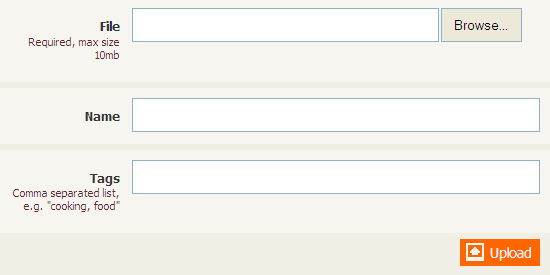 File
Required, max size
10mb
Browse...
Name
Tags
Comma separated list,
e.g. "cooking, food"
Upload